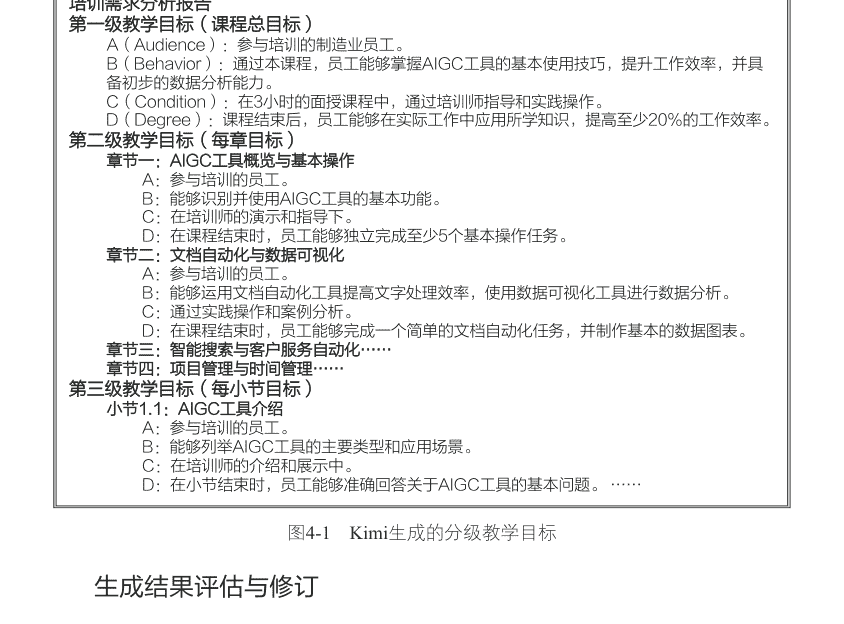 培训需求分析报告
第一级教学目标（课程总目标）
A（Audience）：参与培训的制造业员工。
B（Behavior）：通过本课程，员工能够掌握AIGC工具的基本使用技巧，提升工作效率，并具
备初步的数据分析能力。
C（Condition）：在3小时的面授课程中，通过培训师指导和实践操作。
D（Degree）：课程结束后，员工能够在实际工作中应用所学知识，提高至少20%的工作效率。
第二级教学目标（每章目标）
章节一：AIGC工具概览与基本操作
A：参与培训的员工。
B：能够识别并使用AIGC工具的基本功能。
C：在培训师的演示和指导下。
D：在课程结束时，员工能够独立完成至少5个基本操作任务。
章节二：文档自动化与数据可视化
A：参与培训的员工。
B：能够运用文档自动化工具提高文字处理效率，使用数据可视化工具进行数据分析。
C：通过实践操作和案例分析。
D：在课程结束时，员工能够完成一个简单的文档自动化任务，并制作基本的数据图表。
章节三：智能搜索与客户服务自动化……
章节四：项目管理与时间管理……
第三级教学目标（每小节目标）
小节1.1：AIGC工具介绍
A：参与培训的员工。
B：能够列举AIGC工具的主要类型和应用场景。
C：在培训师的介绍和展示中。
D：在小节结束时，员工能够准确回答关于AIGC工具的基本问题。……
图4-1 Kimi生成的分级教学目标
生成结果评估与修订